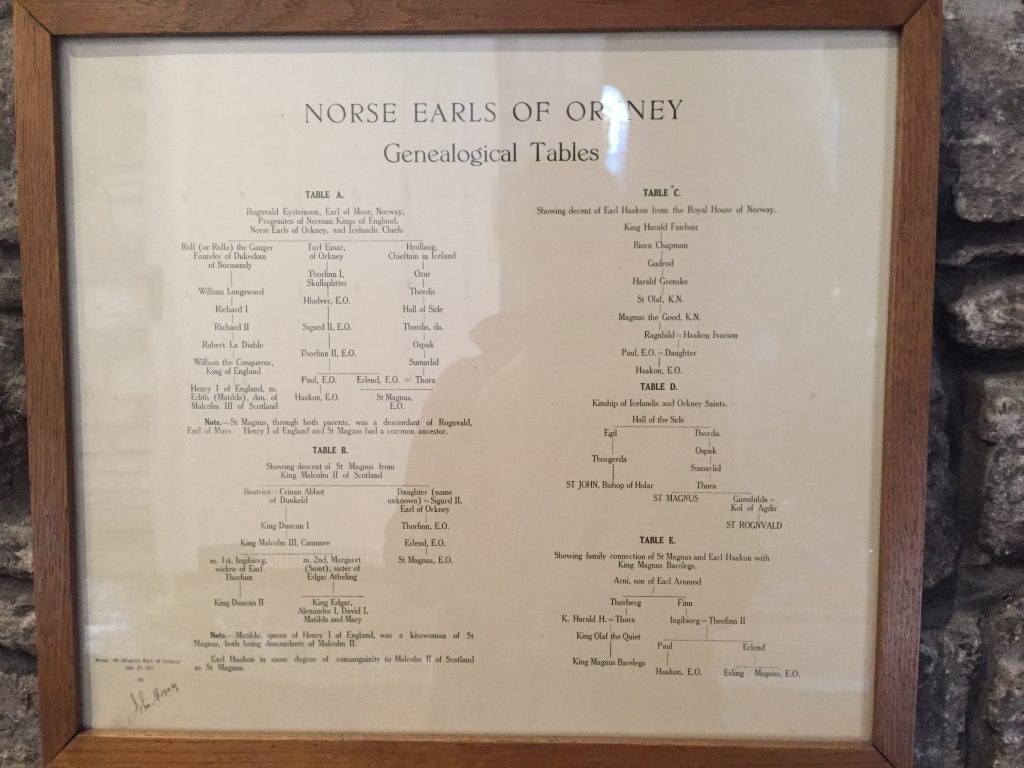 NORSE EARLS OF ORKNEY
Genealogical Tables
TABLE A.
Rognvald Eysteinson, Earl of More, Norway,
Progenitor of Norman Kings of England,
Norse Earls of Orkney, and Icelandic Chiefs
Rolf (or Rollo) the Ganger
Founder of Dukedom
of Normandy
William Longsword
Richard I
Richard II
Robert La Diable
William the Conqueror,
King of England
Henry I of England, m.
Edith (Matilda), dau. of
Malcolm III of Scotland
Turf Einar,
of Orkney
Thorfinn I,
Skullsplitter
Hlodver, E.O.
Sigurd II, E.O.
Thorfinn II, E.O.
Paul, E.O.
Erlend, E.O. = Thora
Haakon, E.O.
St Magnus,
E.O.
Hrollaug,
Chieftain in Iceland
Ozur
Thordis
Hall of Side
Thordis, da.
Ospak
Sumarlid
Note.—St Magnus, through both parents, was a descendant of Rognvald,
Earl of More. Henry I of England and St Magnus had a common ancestor.
TABLE B.
Showing descent of St Magnus from
King Malcolm II of Scotland
Beatrice = Crinan Abbot
of Dunkeld
King Duncan I
King Malcolm III, Canmore
m. 1st, Ingibiorg,
widow of Earl
Thorfinn
King Duncan II
m. 2nd, Margaret
(Saint), sister of
Edgar Atheling
King Edgar,
Alexander I, David I,
Matilda and Mary
Daughter (name
unknown) = Sigurd II,
Earl of Orkney
Thorfinn, E.O.
Erlend, E.O.
St Magnus, E.O.
Note.—Matilda, queen of Henry I of England, was a kinswoman of St
Magnus, both being descendants of Malcolm II.
Earl Haakon in same degree of consanguinity to Malcolm II of Scotland
as St Magnus.
From "St Magnus Earl of Orkney"
by
John Mooney
TABLE C.
Showing decent of Earl Haakon from the Royal House of Norway.
King Harald Fairhair
Biorn Chapman
Gudrod
Harald Grenske
St Olaf, K.N.
Magnus the Good, K.N.
Ragnhild = Haakon Ivarson
Paul, E.O. = Daughter
Haakon, E.O.
TABLE D.
Kinship of Icelandic and Orkney Saints.
Hall of the Side
Egil
Thorgerda
ST JOHN, Bishop of Holar
Thordis
Ospak
Sumarlid
Thora
ST MAGNUS
Gunnhilda =
Kol of Agdir
ST ROGNVALD
TABLE E.
Showing family connection of St Magnus and Earl Haakon with
King Magnus Barelegs.
Arni, son of Earl Arnmod
Thorberg
Finn
K. Harald H. = Thora
Ingibiorg = Thorfinn II
King Olaf the Quiet
King Magnus Barelegs
Paul
Erlend
Haakon, E.O.
Erling
Magnus, E.O.